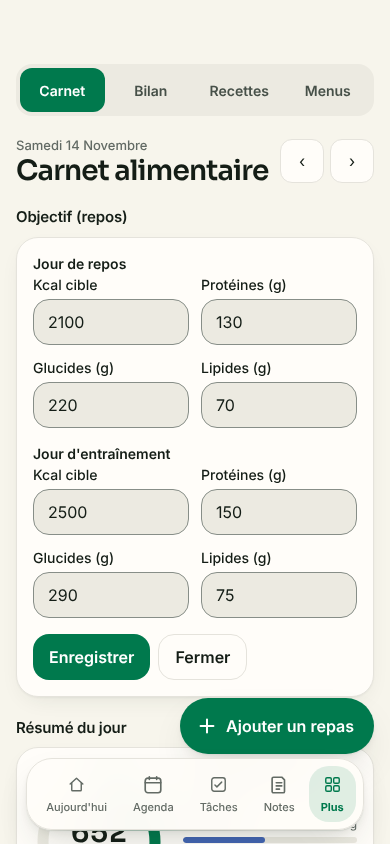 Carnet Bilan Recettes Menus
Samedi 14 Novembre
Carnet alimentaire ‹ ›
Objectif (repos)
Jour de repos
Kcal cible Protéines (g)
2100 130
Glucides (g) Lipides (g)
220 70
Jour d'entraînement
Kcal cible Protéines (g)
2500 150
Glucides (g) Lipides (g)
290 75
Enregistrer Fermer
Résumé du jour
+ Ajouter un repas
Aujourd'hui Agenda Tâches Notes Plus
652 g